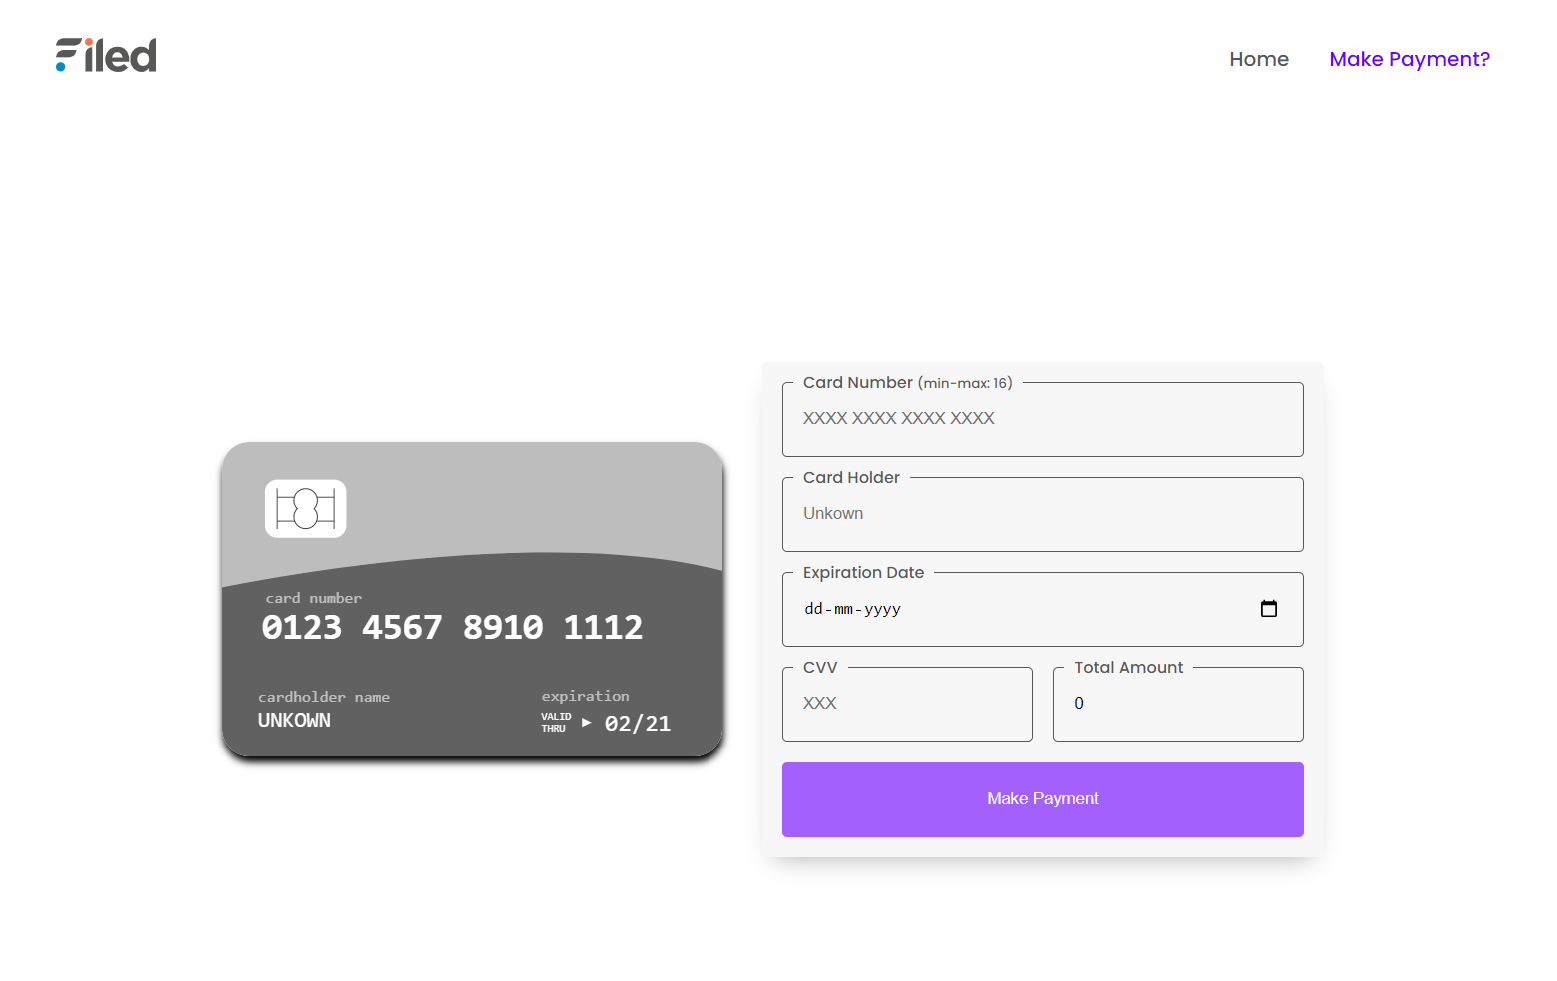 Filed
Home
Make Payment?
card number
0123 4567 8910 1112
cardholder name
UNKOWN
expiration
VALID THRU
02/21
Card Number (min-max: 16)
XXXX XXXX XXXX XXXX
Card Holder
Unkown
Expiration Date
dd-mm-yyyy
CVV
XXX
Total Amount
0
Make Payment